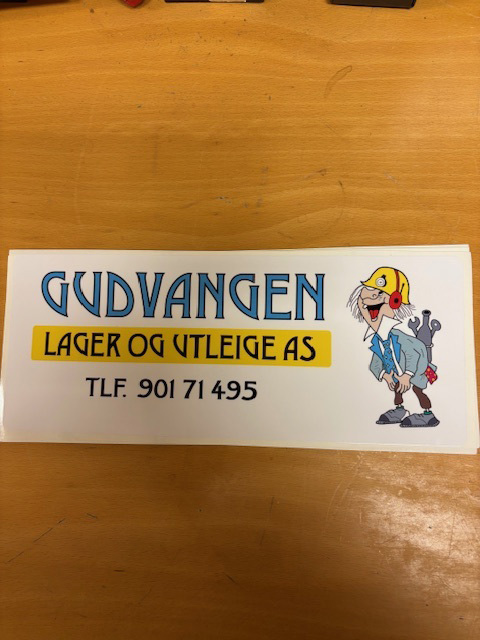 GUDVANGEN
LAGER OG UTLEIGE AS
TLF. 901 71 495